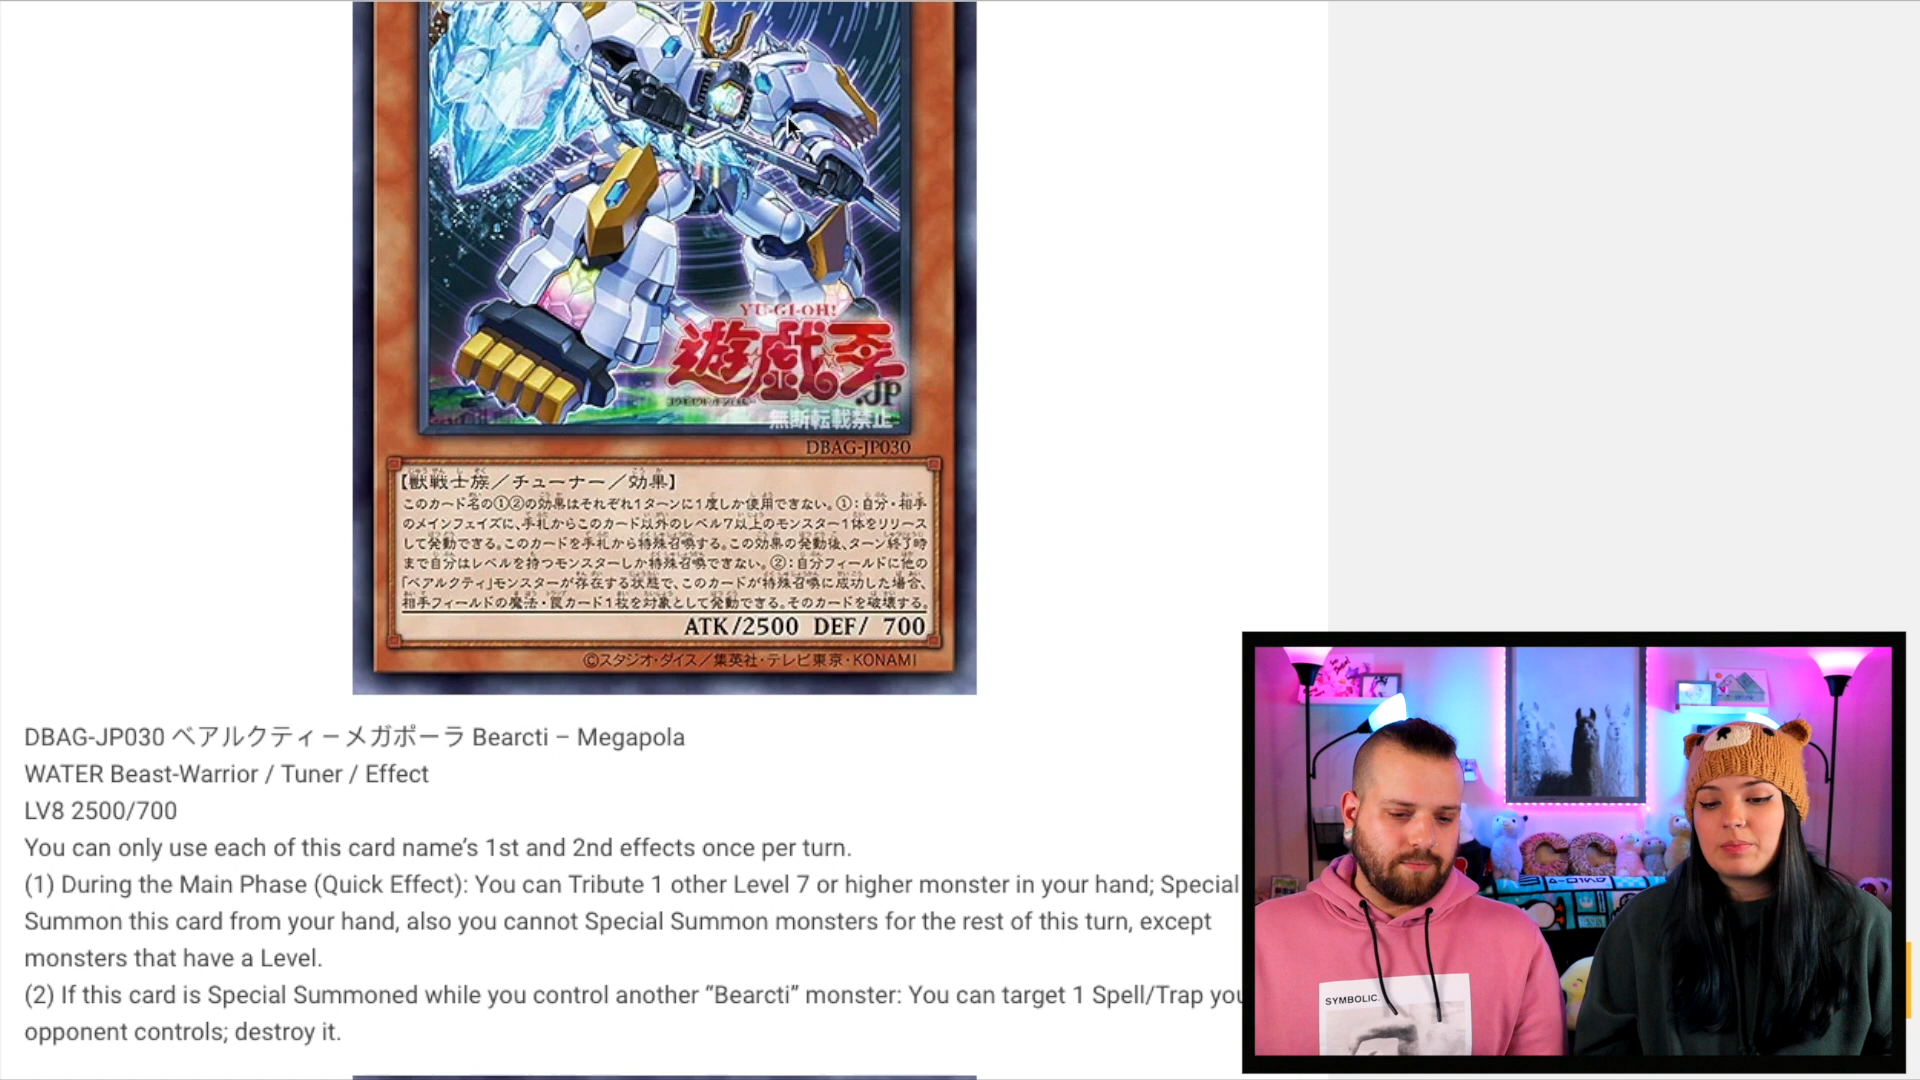 YU-GI-OH!
遊戯王
.jp
無断転載禁止
DBAG-JP030
【獣戦士族／チューナー／効果】
このカード名の①②の効果はそれぞれ1ターンに1度しか使用できない。①：自分・相手
のメインフェイズに、手札からこのカード以外のレベル7以上のモンスター1体をリリース
して発動できる。このカードを手札から特殊召喚する。この効果の発動後、ターン終了時
まで自分はレベルを持つモンスターしか特殊召喚できない。②：自分フィールドに他の
「ベアルクティ」モンスターが存在する状態で、このカードが特殊召喚に成功した場合、
相手フィールドの魔法・罠カード1枚を対象として発動できる。そのカードを破壊する。
ATK/2500 DEF/ 700
©スタジオ・ダイス／集英社・テレビ東京・KONAMI
DBAG-JP030 ベアルクティ－メガポーラ Bearcti – Megapola
WATER Beast-Warrior / Tuner / Effect
LV8 2500/700
You can only use each of this card name’s 1st and 2nd effects once per turn.
(1) During the Main Phase (Quick Effect): You can Tribute 1 other Level 7 or higher monster in your hand; Special
Summon this card from your hand, also you cannot Special Summon monsters for the rest of this turn, except
monsters that have a Level.
(2) If this card is Special Summoned while you control another “Bearcti” monster: You can target 1 Spell/Trap you
opponent controls; destroy it.
CC
SYMBOLIC.